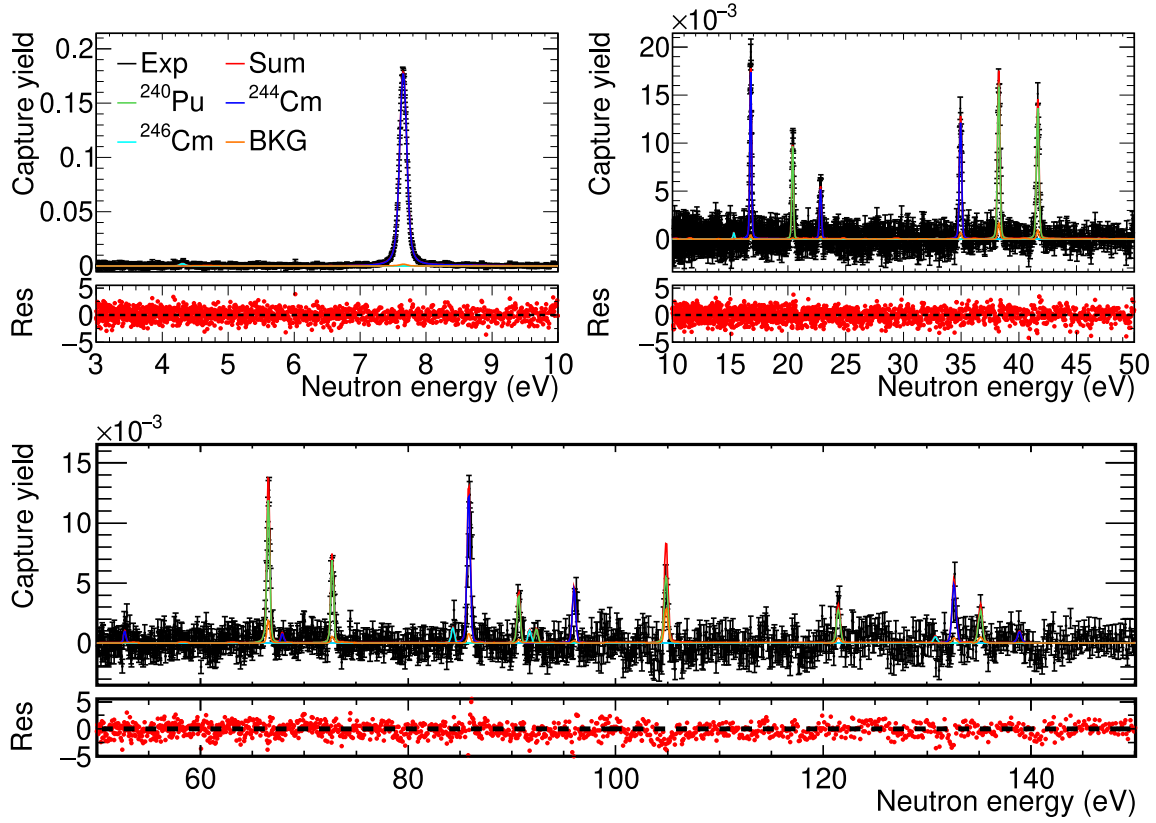 Capture yield
0.2
0.15
0.1
0.05
0
Exp
Sum
²⁴⁰Pu
²⁴⁴Cm
²⁴⁶Cm
BKG
Res
5
0
−5
3 4 5 6 7 8 9 10
Neutron energy (eV)
×10⁻³
Capture yield
20
15
10
5
0
Res
5
0
−5
10 15 20 25 30 35 40 45 50
Neutron energy (eV)
×10⁻³
Capture yield
15
10
5
0
Res
5
0
−5
60 80 100 120 140
Neutron energy (eV)